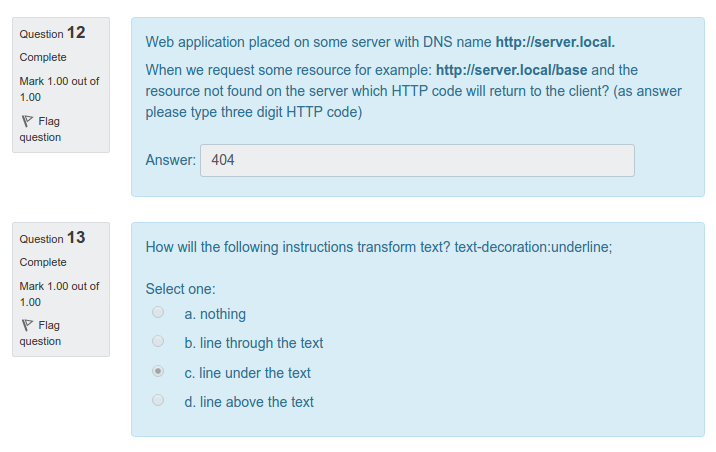 Question 12
Complete
Mark 1.00 out of
1.00
Flag
question
Web application placed on some server with DNS name http://server.local.
When we request some resource for example: http://server.local/base and the
resource not found on the server which HTTP code will return to the client? (as answer
please type three digit HTTP code)
Answer: 404
Question 13
Complete
Mark 1.00 out of
1.00
Flag
question
How will the following instructions transform text? text-decoration:underline;
Select one:
a. nothing
b. line through the text
c. line under the text
d. line above the text